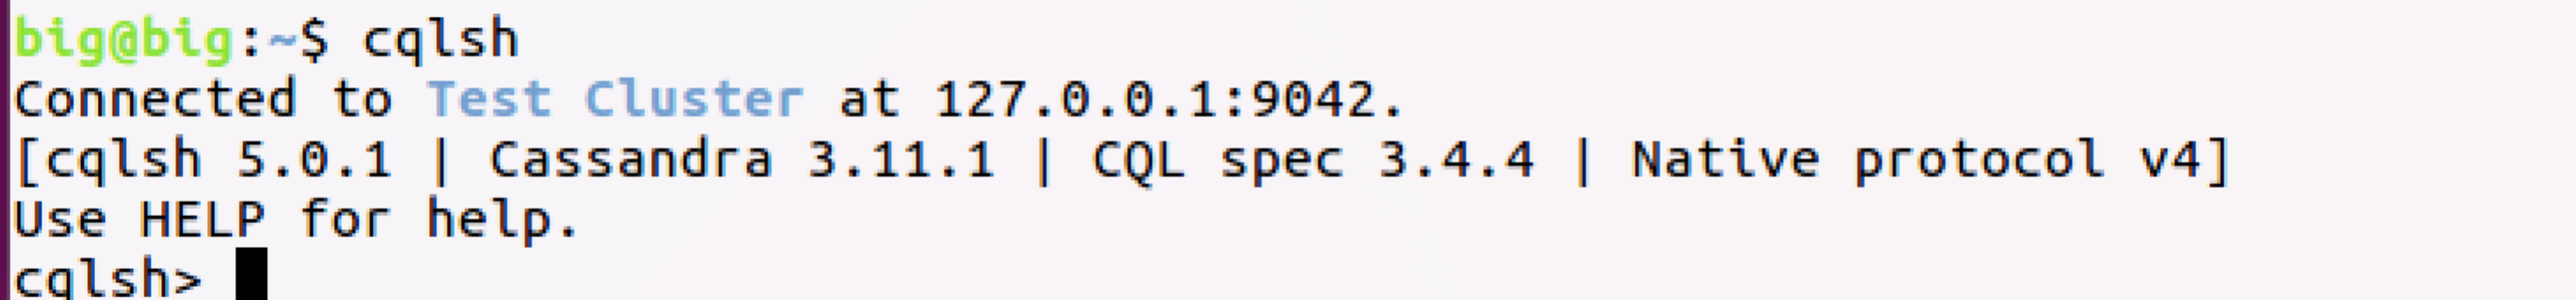 big@big:~$ cqlsh
Connected to Test Cluster at 127.0.0.1:9042.
[cqlsh 5.0.1 | Cassandra 3.11.1 | CQL spec 3.4.4 | Native protocol v4]
Use HELP for help.
cqlsh>